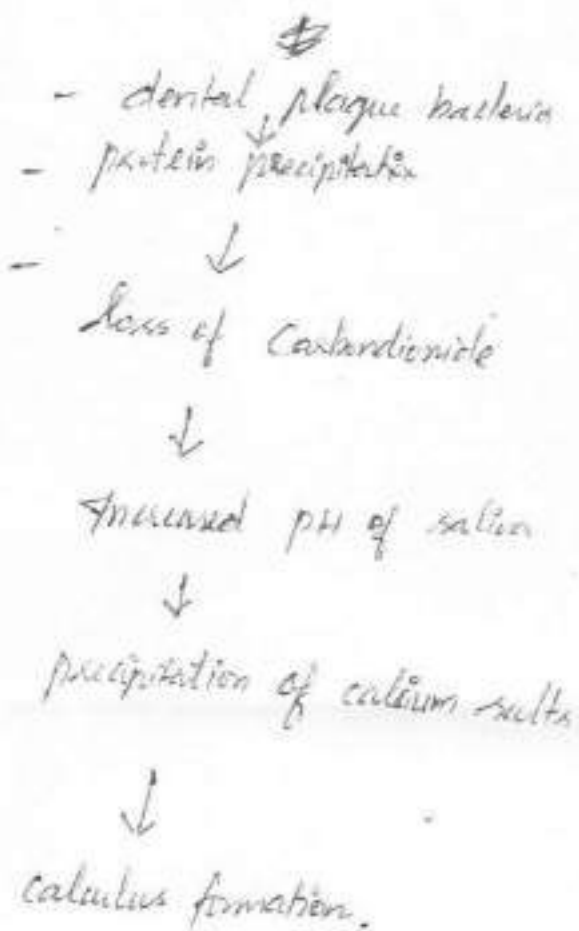 - dental plaque bacteria
↓
- protein precipitation
-
↓
loss of Carbondioxide
↓
Increased pH of saliva
↓
precipitation of calcium salts
↓
calculus formation.